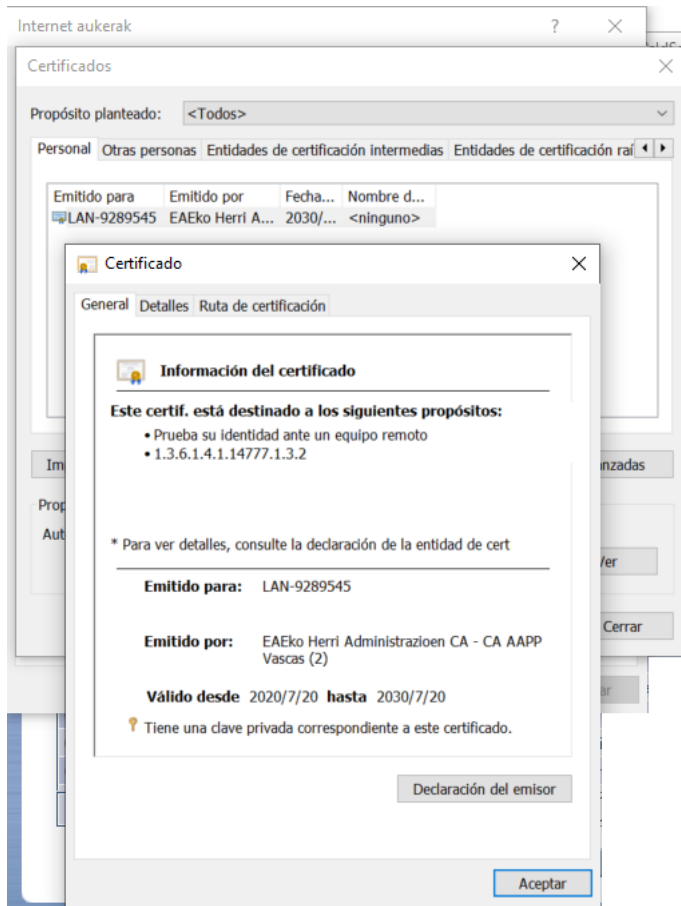 Internet aukerak
Certificados
Propósito planteado: <Todos>
Personal Otras personas Entidades de certificación intermedias Entidades de certificación raí
Emitido para Emitido por Fecha... Nombre d...
LAN-9289545 EAEko Herri A... 2030/... <ninguno>
Certificado
General Detalles Ruta de certificación
Información del certificado
Este certif. está destinado a los siguientes propósitos:
• Prueba su identidad ante un equipo remoto
• 1.3.6.1.4.1.14777.1.3.2
Im
nzadas
Prop
Aut
* Para ver detalles, consulte la declaración de la entidad de cert
Ver
Emitido para: LAN-9289545
Cerrar
Emitido por: EAEko Herri Administrazioen CA - CA AAPP
Vascas (2)
Válido desde 2020/7/20 hasta 2030/7/20
ar
Tiene una clave privada correspondiente a este certificado.
Declaración del emisor
Aceptar